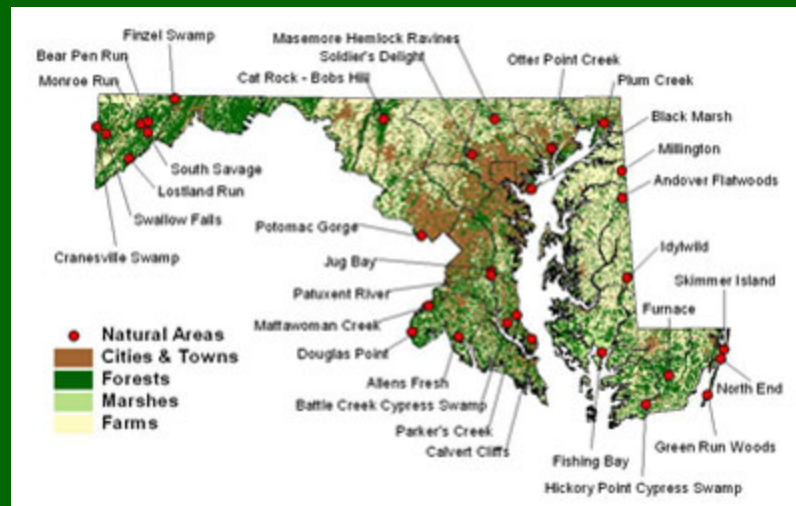 Finzel Swamp
Masemore Hemlock Ravines
Bear Pen Run
Soldier's Delight
Otter Point Creek
Monroe Run
Cat Rock - Bobs Hill
Plum Creek
Black Marsh
South Savage
Millington
Lostland Run
Andover Flatwoods
Swallow Falls
Potomac Gorge
Cranesville Swamp
Jug Bay
Idylwild
Skimmer Island
Patuxent River
Furnace
Mattawoman Creek
Natural Areas
Cities & Towns
Douglas Point
Forests
Allens Fresh
North End
Marshes
Battle Creek Cypress Swamp
Farms
Parker's Creek
Green Run Woods
Calvert Cliffs
Fishing Bay
Hickory Point Cypress Swamp